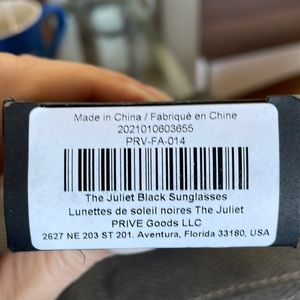 Made in China / Fabriqué en Chine
2021010603655
PRV-FA-014
The Juliet Black Sunglasses
Lunettes de soleil noires The Juliet
PRIVE Goods LLC
2627 NE 203 ST 201. Aventura, Florida 33180, USA